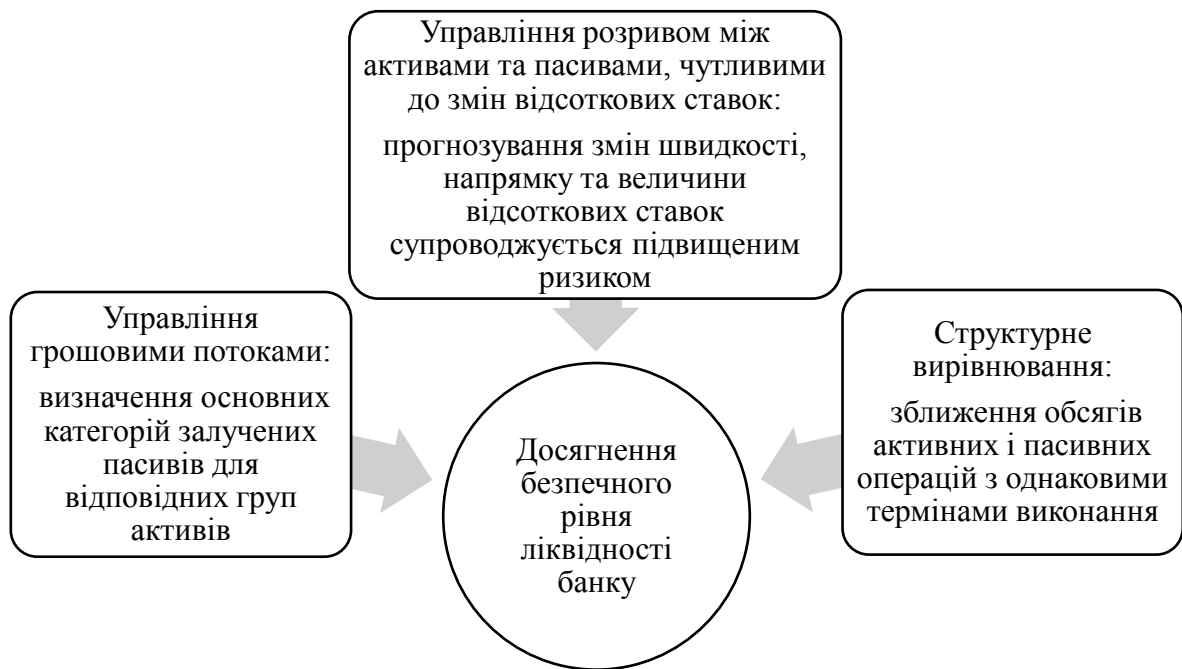 Управління розривом між
активами та пасивами, чутливими
до змін відсоткових ставок:
прогнозування змін швидкості,
напрямку та величини
відсоткових ставок
супроводжується підвищеним
ризиком
Управління
грошовими потоками:
визначення основних
категорій залучених
пасивів для
відповідних груп
активів
Досягнення
безпечного
рівня
ліквідності
банку
Структурне
вирівнювання:
зближення обсягів
активних і пасивних
операцій з однаковими
термінами виконання